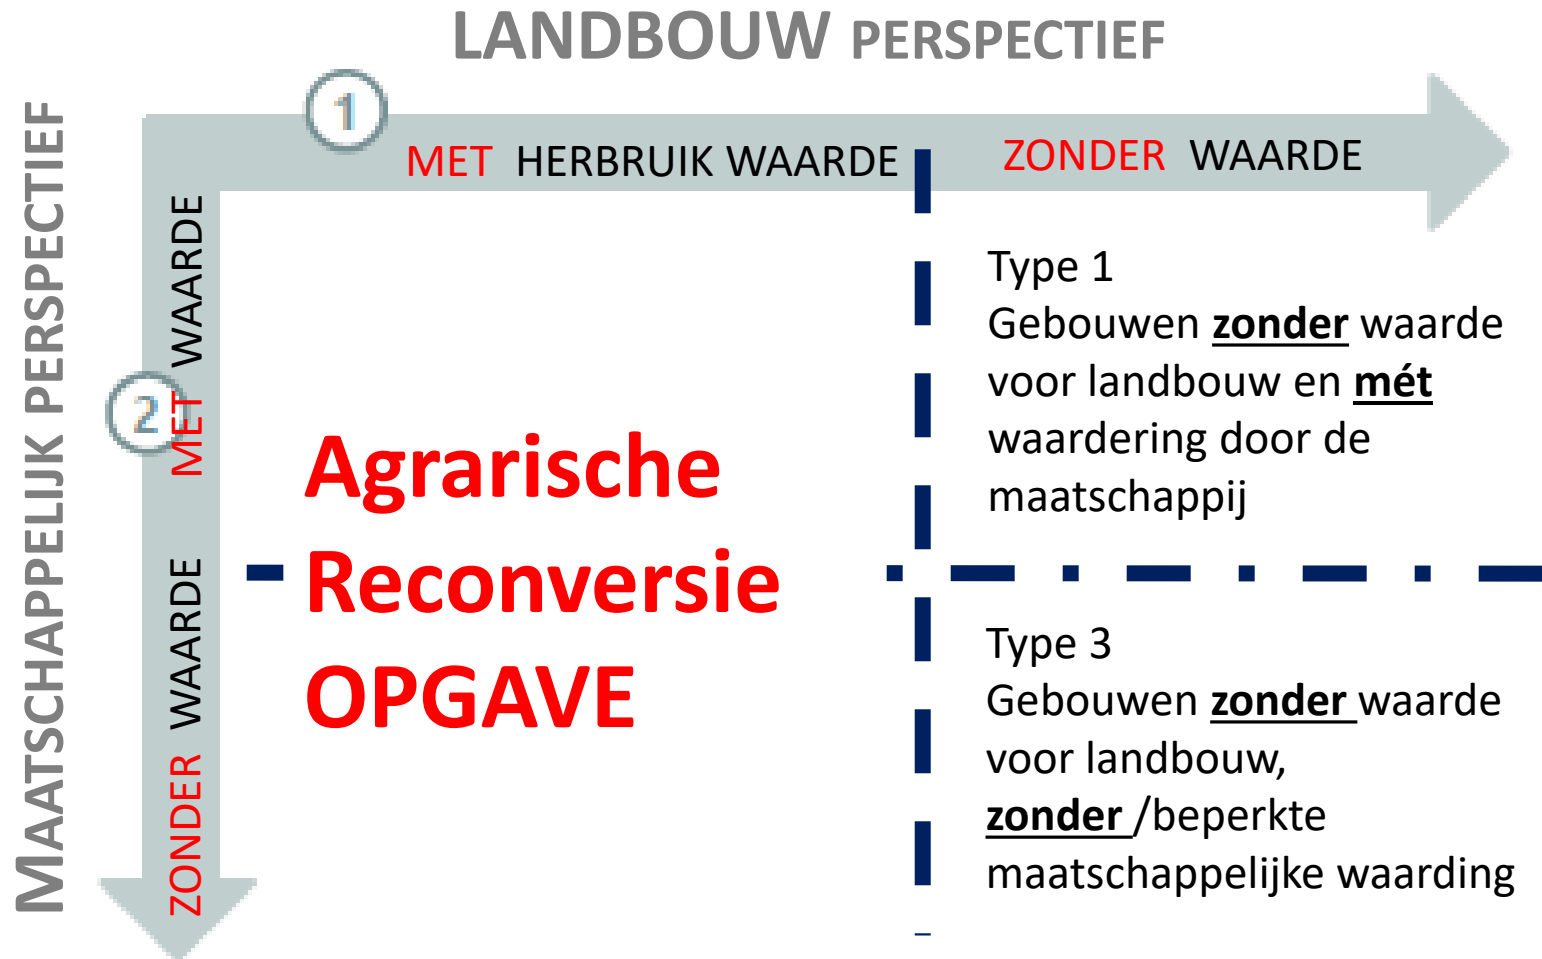 LANDBOUW PERSPECTIEF
MAATSCHAPPELIJK PERSPECTIEF
1
MET HERBRUIK WAARDE
ZONDER WAARDE
2
MET WAARDE
ZONDER WAARDE
Agrarische
Reconversie
OPGAVE
Type 1
Gebouwen zonder waarde
voor landbouw en mét
waardering door de
maatschappij
Type 3
Gebouwen zonder waarde
voor landbouw,
zonder /beperkte
maatschappelijke waarding